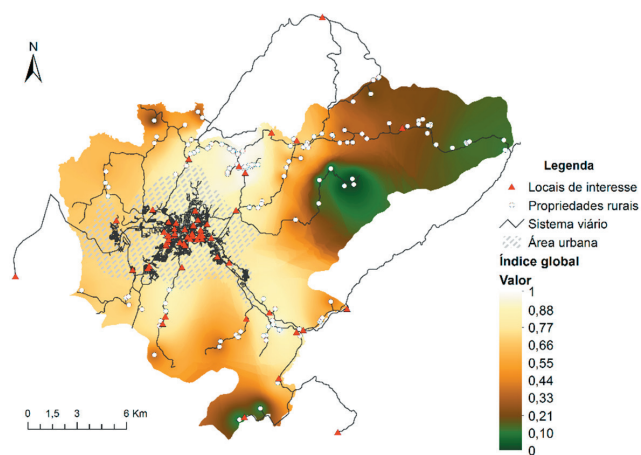 N
Legenda
Locais de interesse
Propriedades rurais
Sistema viário
Área urbana
Índice global
Valor
1
0,88
0,77
0,66
0,55
0,44
0,33
0,21
0,10
0
0 1,5 3 6 Km